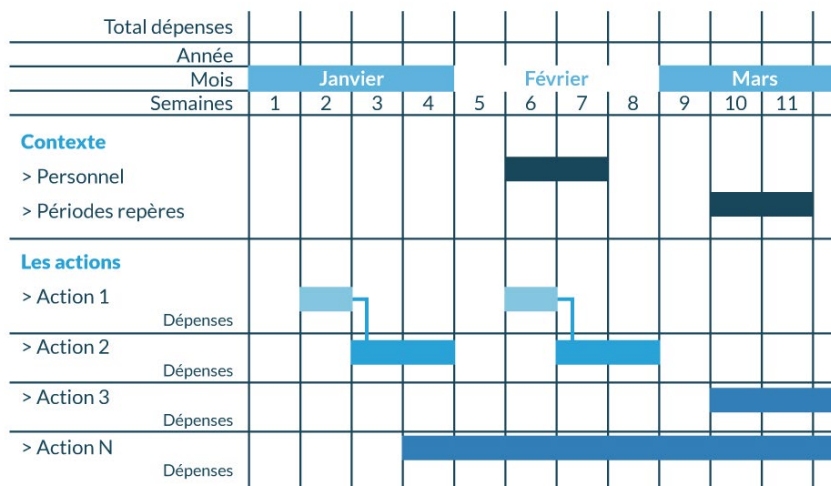 Total dépenses
Année
Mois Janvier Février Mars
Semaines 1 2 3 4 5 6 7 8 9 10 11
Contexte
> Personnel
> Périodes repères
Les actions
> Action 1
Dépenses
> Action 2
Dépenses
> Action 3
Dépenses
> Action N
Dépenses